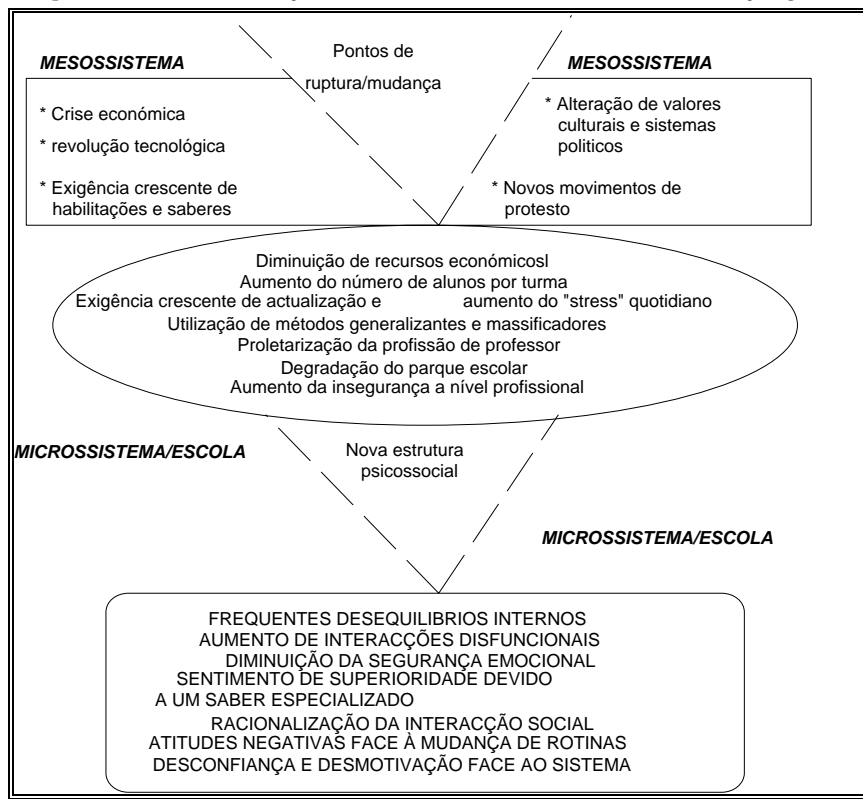 MESOSSISTEMA
Pontos de
ruptura/mudança
MESOSSISTEMA
* Crise económica
* revolução tecnológica
* Exigência crescente de
habilitações e saberes
* Alteração de valores
culturais e sistemas
politicos
* Novos movimentos de
protesto
Diminuição de recursos económicosl
Aumento do número de alunos por turma
Exigência crescente de actualização e aumento do "stress" quotidiano
Utilização de métodos generalizantes e massificadores
Proletarização da profissão de professor
Degradação do parque escolar
Aumento da insegurança a nível profissional
MICROSSISTEMA/ESCOLA
Nova estrutura
psicossocial
MICROSSISTEMA/ESCOLA
FREQUENTES DESEQUILIBRIOS INTERNOS
AUMENTO DE INTERACÇÕES DISFUNCIONAIS
DIMINUIÇÃO DA SEGURANÇA EMOCIONAL
SENTIMENTO DE SUPERIORIDADE DEVIDO
A UM SABER ESPECIALIZADO
RACIONALIZAÇÃO DA INTERACÇÃO SOCIAL
ATITUDES NEGATIVAS FACE À MUDANÇA DE ROTINAS
DESCONFIANÇA E DESMOTIVAÇÃO FACE AO SISTEMA